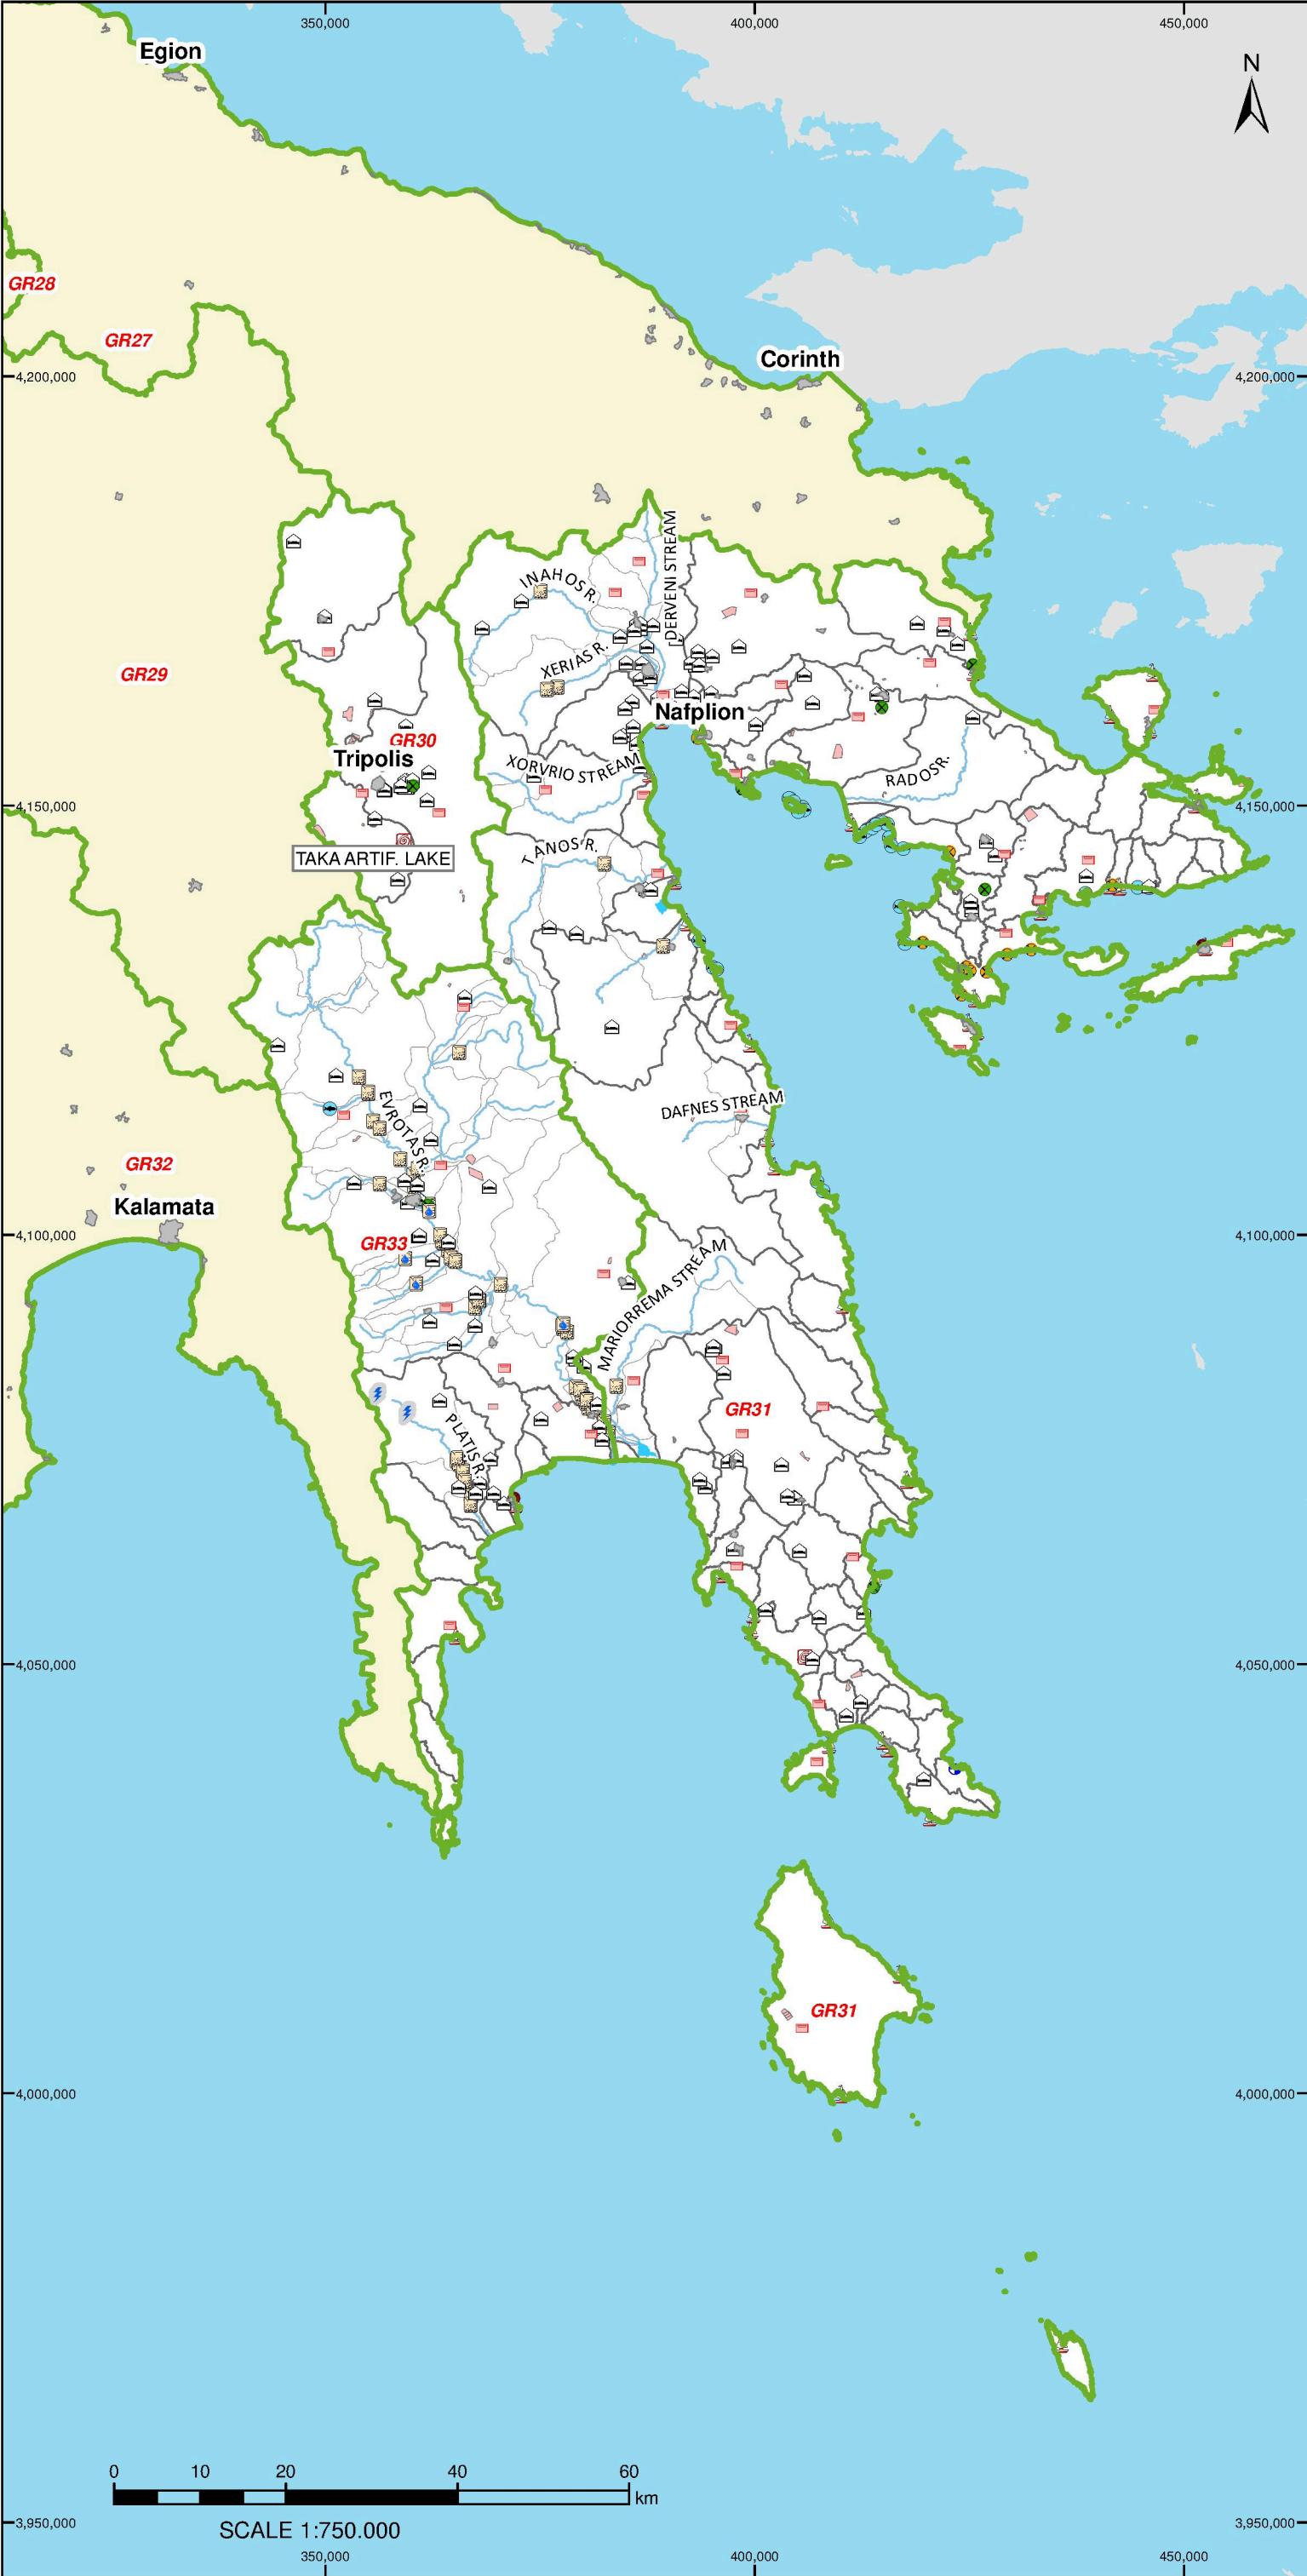 350,000
400,000
450,000
Egion
N
GR28
GR27
Corinth
4,200,000
4,200,000
DERVENI STREAM
INAHOS R.
XERIAS R.
GR29
Nafplion
GR30
Tripolis
XORVRIO STREAM
RADOS R.
4,150,000
4,150,000
TAKA ARTIF. LAKE
TANOS R.
DAFNES STREAM
EVROTAS R.
GR32
Kalamata
4,100,000
4,100,000
GR33
MARIORREMA STREAM
GR31
PLATIS R.
4,050,000
4,050,000
GR31
4,000,000
4,000,000
0 10 20 40 60
km
SCALE 1:750.000
3,950,000
3,950,000
350,000
400,000
450,000